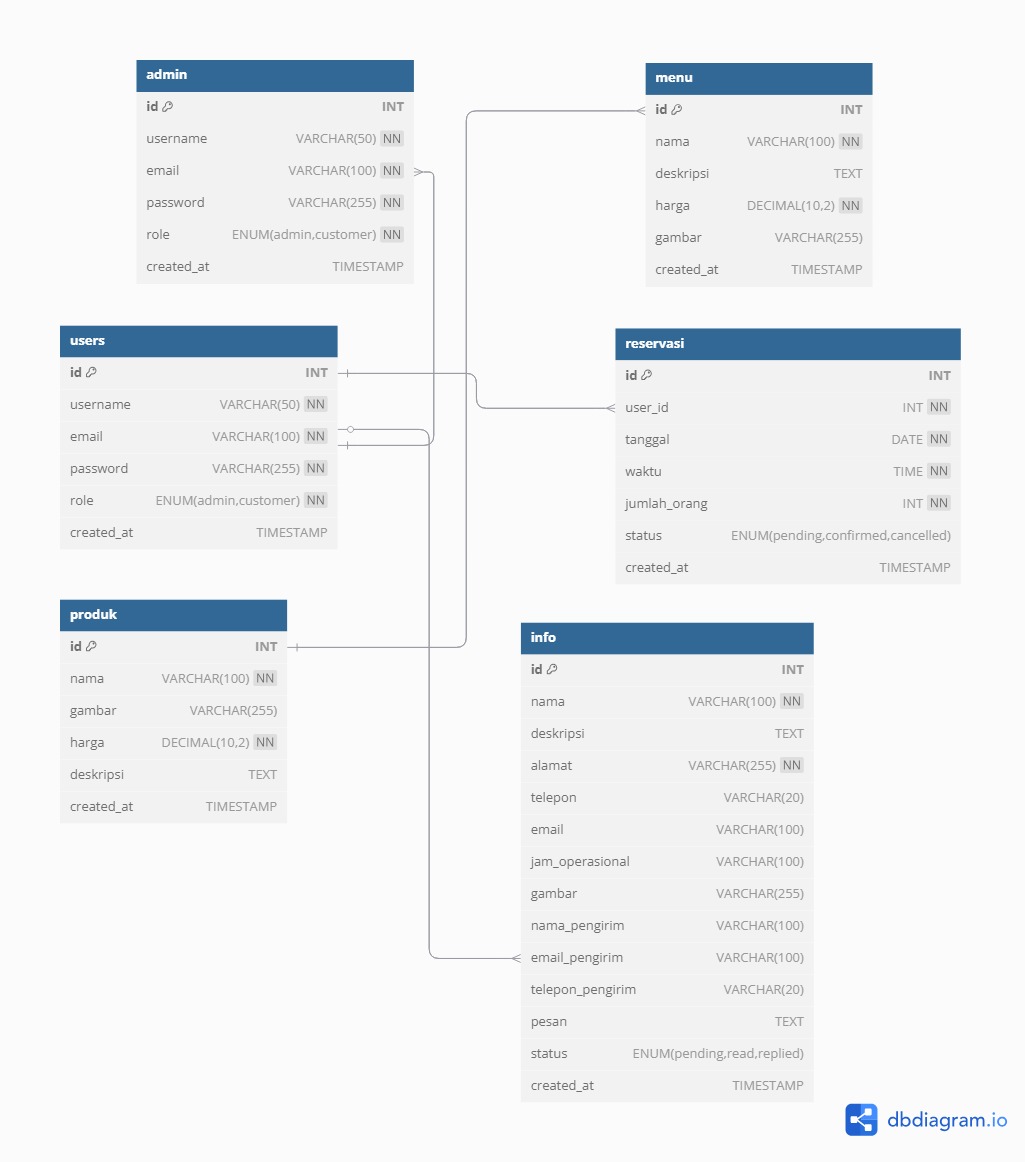 admin
id INT
username VARCHAR(50) NN
email VARCHAR(100) NN
password VARCHAR(255) NN
role ENUM(admin,customer) NN
created_at TIMESTAMP
menu
id INT
nama VARCHAR(100) NN
deskripsi TEXT
harga DECIMAL(10,2) NN
gambar VARCHAR(255)
created_at TIMESTAMP
users
id INT
username VARCHAR(50) NN
email VARCHAR(100) NN
password VARCHAR(255) NN
role ENUM(admin,customer) NN
created_at TIMESTAMP
reservasi
id INT
user_id INT NN
tanggal DATE NN
waktu TIME NN
jumlah_orang INT NN
status ENUM(pending,confirmed,cancelled)
created_at TIMESTAMP
produk
id INT
nama VARCHAR(100) NN
gambar VARCHAR(255)
harga DECIMAL(10,2) NN
deskripsi TEXT
created_at TIMESTAMP
info
id INT
nama VARCHAR(100) NN
deskripsi TEXT
alamat VARCHAR(255) NN
telepon VARCHAR(20)
email VARCHAR(100)
jam_operasional VARCHAR(100)
gambar VARCHAR(255)
nama_pengirim VARCHAR(100)
email_pengirim VARCHAR(100)
telepon_pengirim VARCHAR(20)
pesan TEXT
status ENUM(pending,read,replied)
created_at TIMESTAMP
dbdiagram.io